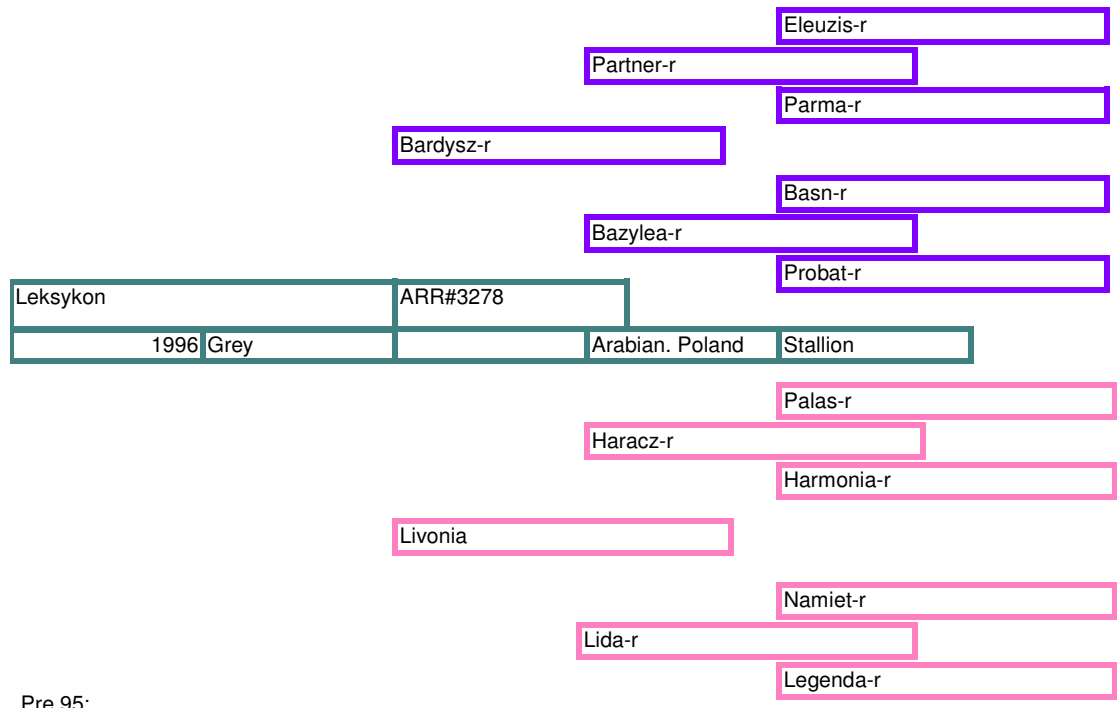 Eleuzis-r
Partner-r
Parma-r
Bardysz-r
Basn-r
Bazylea-r
Probat-r
Leksykon ARR#3278
1996 Grey Arabian. Poland Stallion
Palas-r
Haracz-r
Harmonia-r
Livonia
Namiet-r
Lida-r
Legenda-r
Pre 95: